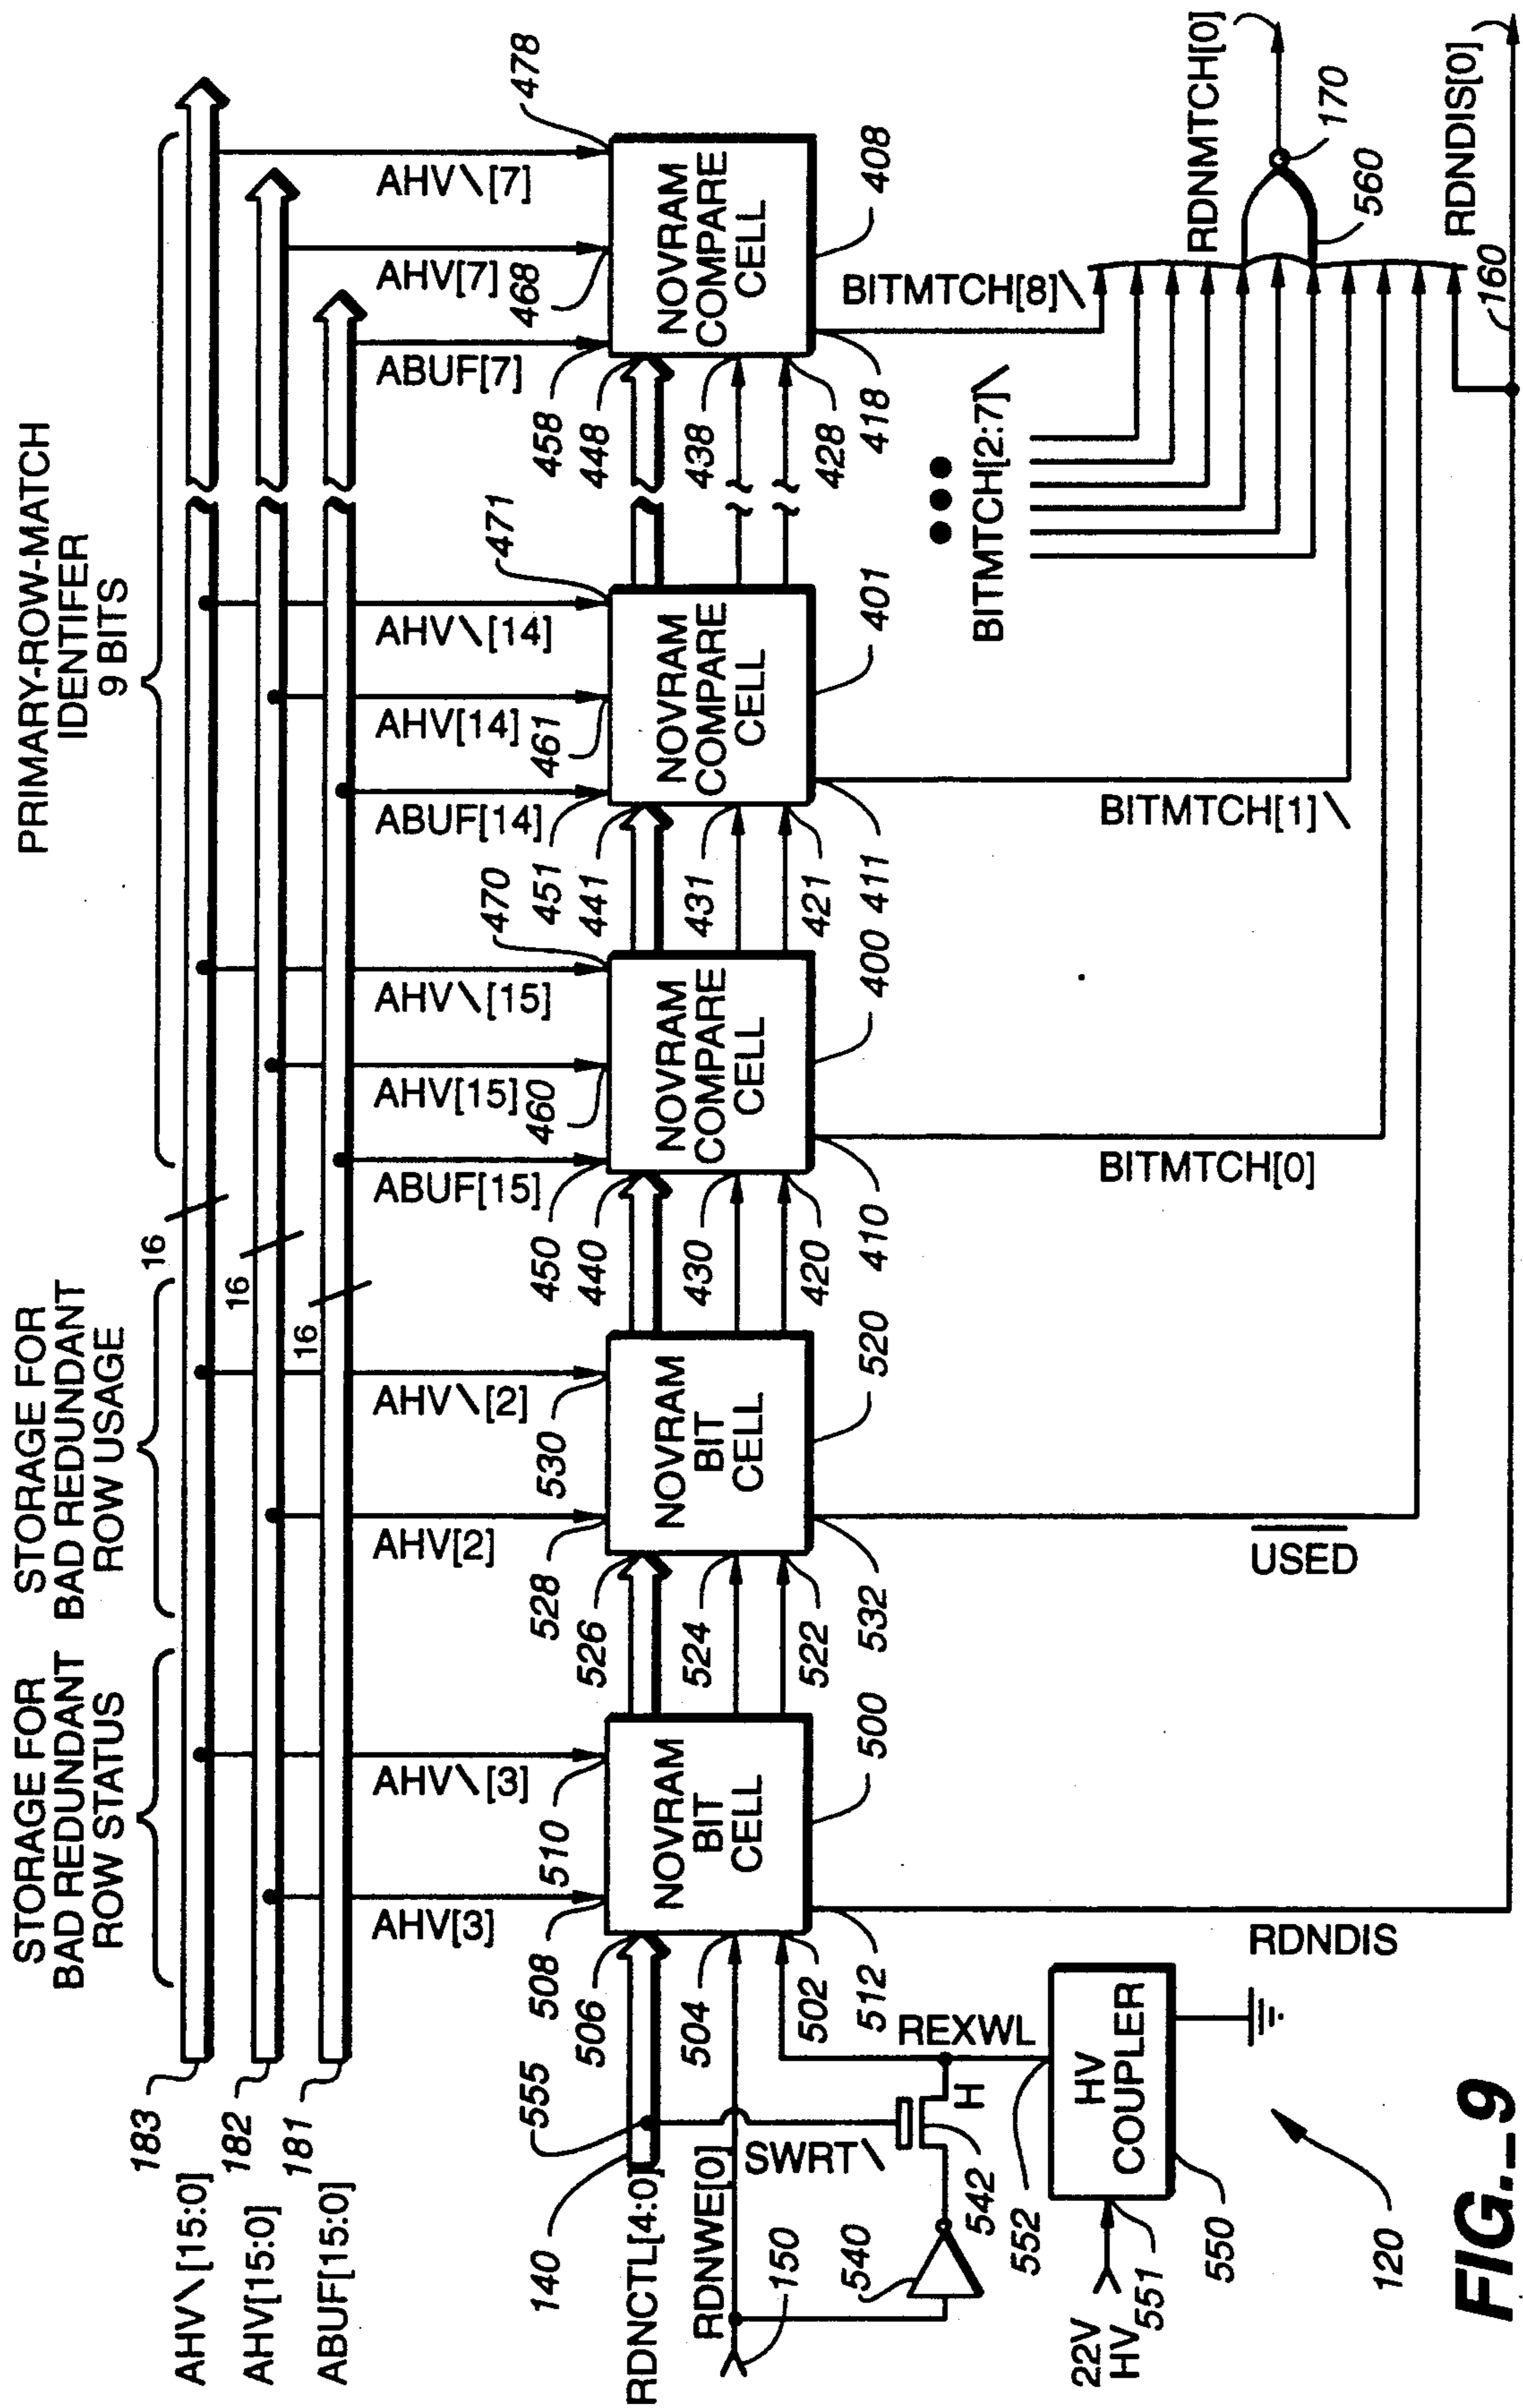 STORAGE FOR
BAD REDUNDANT
ROW STATUS
STORAGE FOR
BAD REDUNDANT
ROW USAGE
PRIMARY-ROW-MATCH
IDENTIFER
9 BITS
183
AHV\[15:0]
182
AHV[15:0]
181
ABUF[15:0]
16
16
16
AHV[3]
AHV\[3]
AHV[2]
AHV\[2]
ABUF[15]
AHV[15]
AHV\[15]
ABUF[14]
AHV[14]
AHV\[14]
ABUF[7]
AHV[7]
AHV\[7]
508
510
528
530
450
460
470
451
461
471
458
468
478
140
555
506
526
440
441
448
RDNCTL[4:0]
504
524
430
431
438
RDNWE[0]
502
522
420
421
428
NOVRAM
BIT
CELL
NOVRAM
BIT
CELL
NOVRAM
COMPARE
CELL
NOVRAM
COMPARE
CELL
NOVRAM
COMPARE
CELL
512
500
532
520
410
400
411
401
418
408
150
540
SWRT\
542
H
REXWL
552
22V
HV
551
HV
COUPLER
550
BITMTCH[8]\
BITMTCH[2:7]\
BITMTCH[1]\
BITMTCH[0]
USED
RDNDIS
RDNMTCH[0]
170
560
RDNDIS[0]
160
120
FIG._9